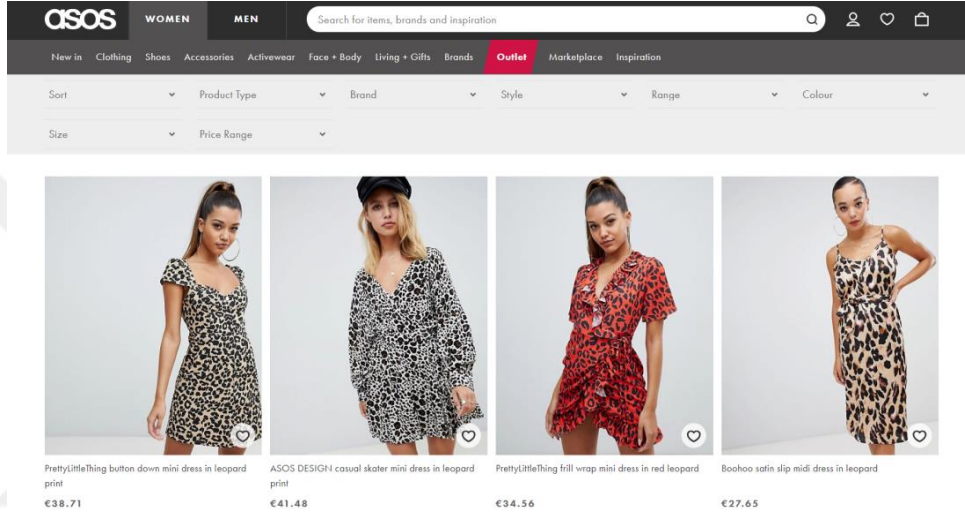 asos
WOMEN
MEN
Search for items, brands and inspiration
New in Clothing Shoes Accessories Activewear Face + Body Living + Gifts Brands Outlet Marketplace Inspiration
Sort Product Type Brand Style Range Colour
Size Price Range
PrettyLittleThing button down mini dress in leopard
print
€38.71
ASOS DESIGN casual skater mini dress in leopard
print
€41.48
PrettyLittleThing frill wrap mini dress in red leopard
€34.56
Boohoo satin slip midi dress in leopard
€27.65